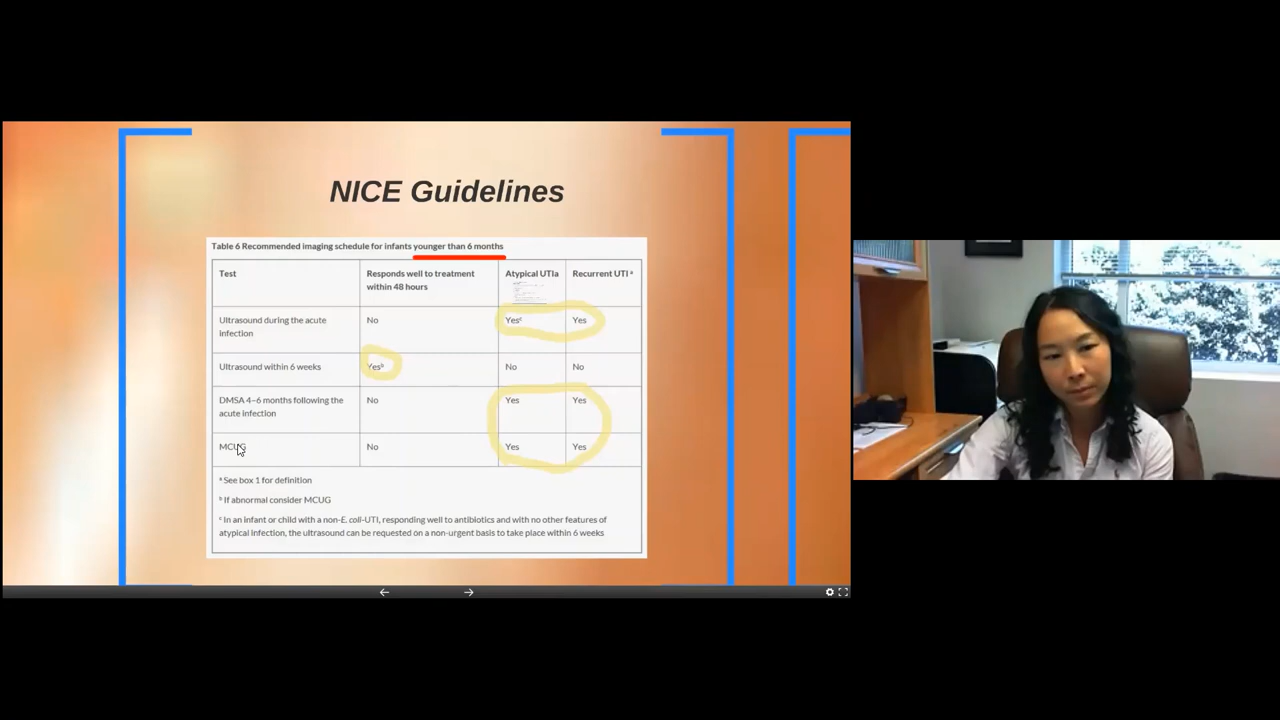 NICE Guidelines
Table 6 Recommended imaging schedule for infants younger than 6 months
Test
Responds well to treatment
within 48 hours
Atypical UTIa
Recurrent UTI ᵃ
Ultrasound during the acute
infection
No
Yesᶜ
Yes
Ultrasound within 6 weeks
Yesᵇ
No
No
DMSA 4–6 months following the
acute infection
No
Yes
Yes
MCUG
No
Yes
Yes
ᵃ See box 1 for definition
ᵇ If abnormal consider MCUG
ᶜ In an infant or child with a non-E. coli-UTI, responding well to antibiotics and with no other features of
atypical infection, the ultrasound can be requested on a non-urgent basis to take place within 6 weeks